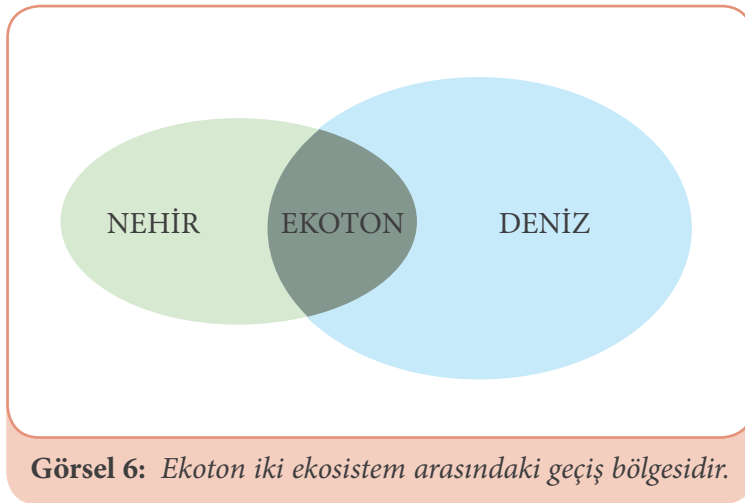 NEHİR EKOTON DENİZ
Görsel 6: Ekoton iki ekosistem arasındaki geçiş bölgesidir.